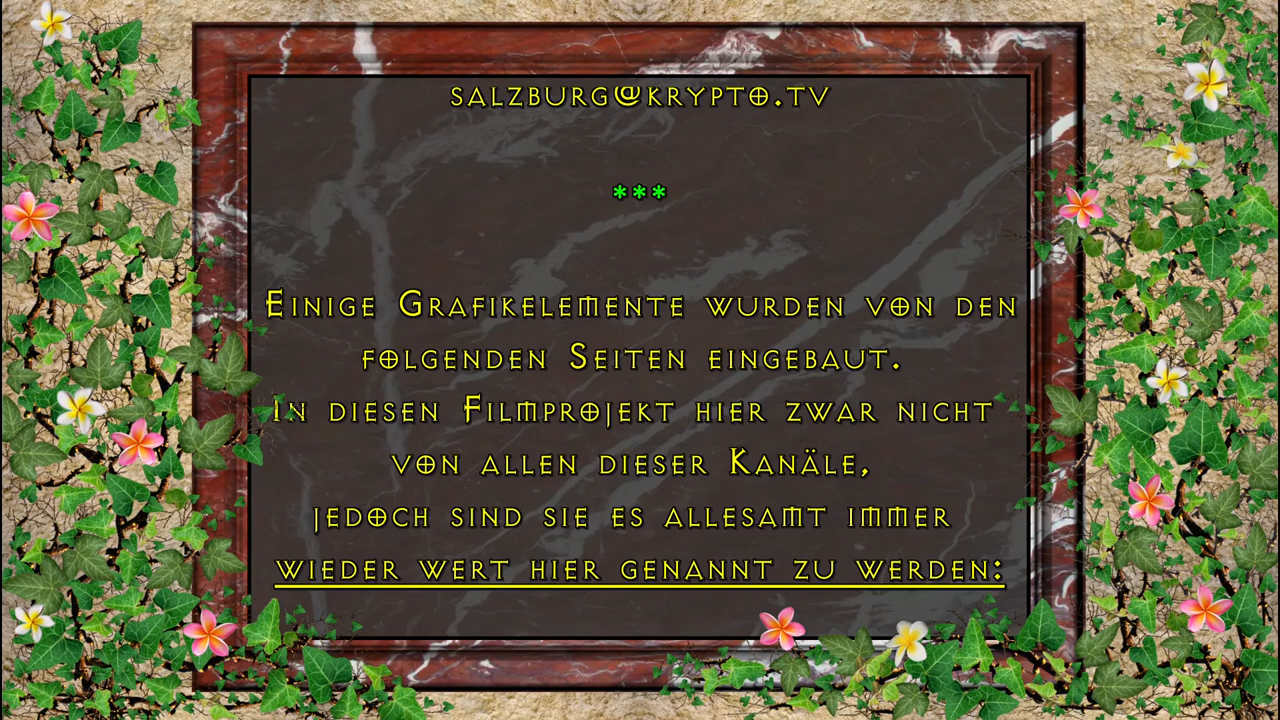 salzburg@krypto.tv
***
Einige Grafikelemente wurden von den
folgenden Seiten eingebaut.
In diesen Filmprojekt hier zwar nicht
von allen dieser Kanäle,
jedoch sind sie es allesamt immer
wieder wert hier genannt zu werden: